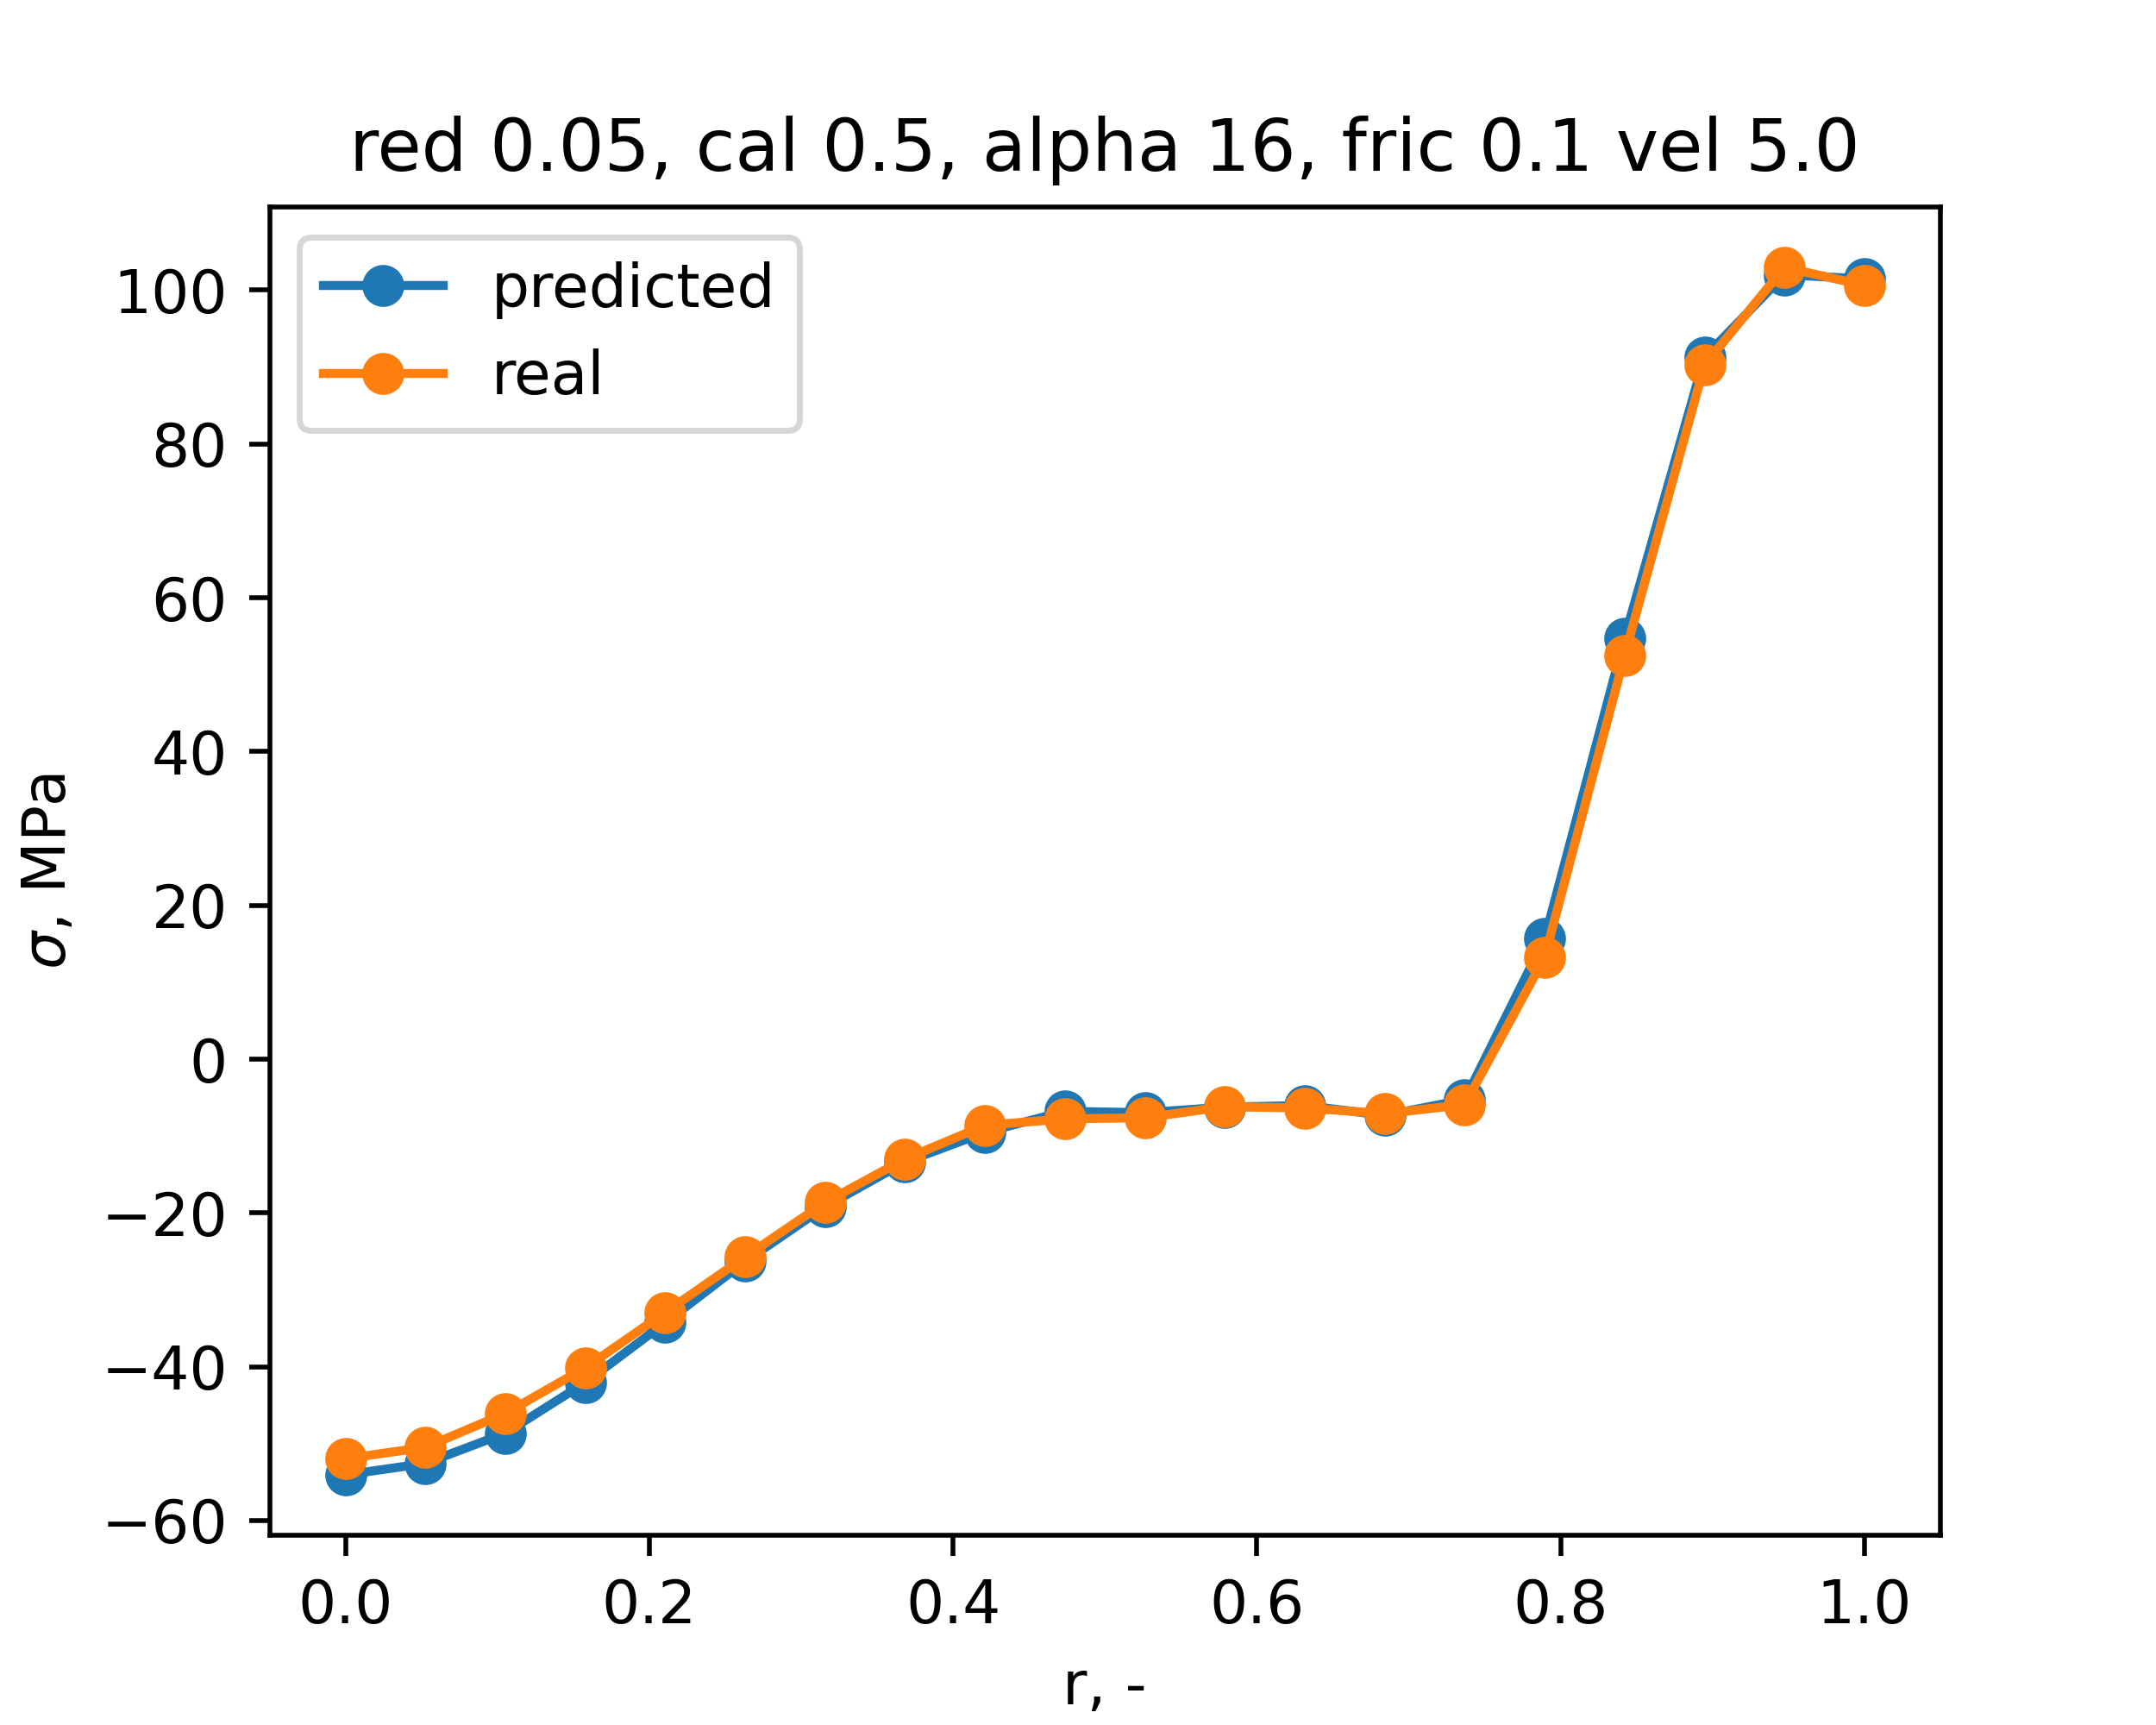 red 0.05, cal 0.5, alpha 16, fric 0.1 vel 5.0
predicted
real
100
80
60
40
20
0
−20
−40
−60
σ, MPa
0.0 0.2 0.4 0.6 0.8 1.0
r, -